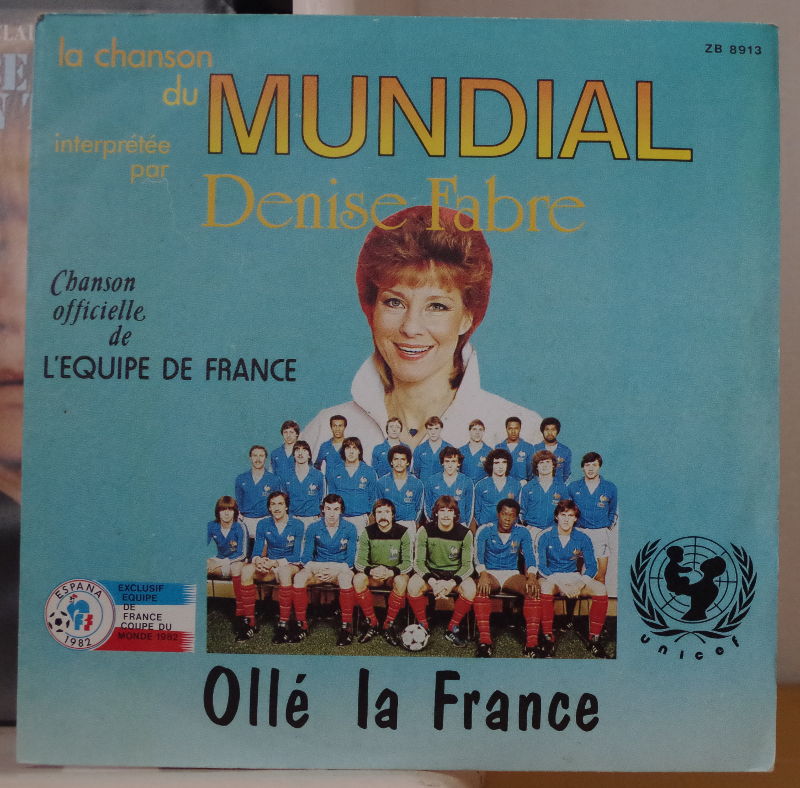 ZB 8913
la chanson
du
MUNDIAL
interprétée
par
Denise Fabre
Chanson
officielle
de
L'EQUIPE DE FRANCE
ESPANA
1982
EXCLUSIF
EQUIPE
DE
FRANCE
COUPE DU
MONDE 1982
unicef
Ollé la France